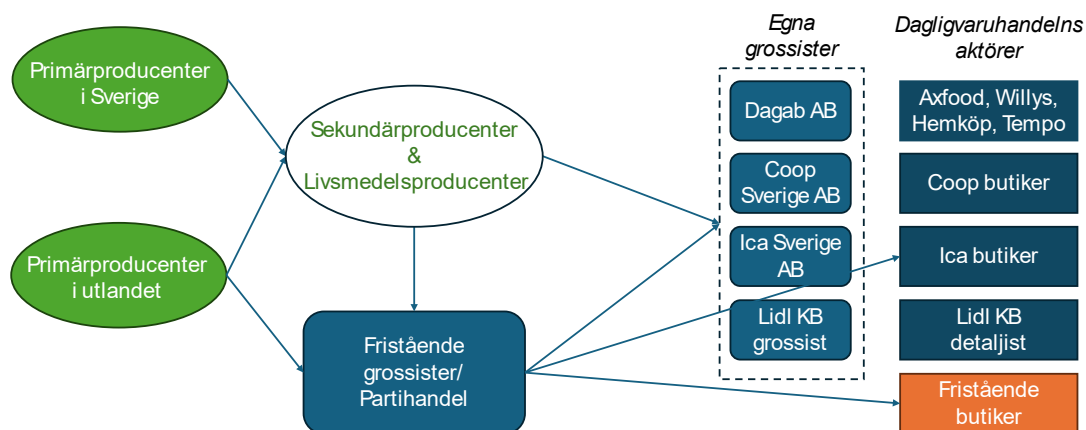 Egna
grossister
Dagligvaruhandelns
aktörer
Primärproducenter
i Sverige
Sekundärproducenter
&
Livsmedelsproducenter
Primärproducenter
i utlandet
Fristående
grossister/
Partihandel
Dagab AB
Coop
Sverige AB
Ica Sverige
AB
Lidl KB
grossist
Axfood, Willys,
Hemköp, Tempo
Coop butiker
Ica butiker
Lidl KB
detaljist
Fristående
butiker